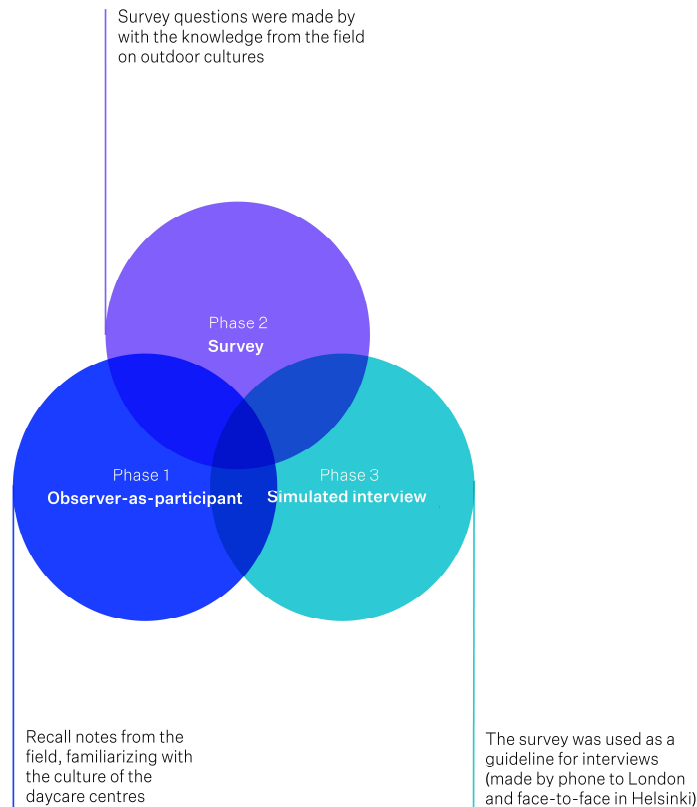 Survey questions were made by
with the knowledge from the field
on outdoor cultures
Phase 2
Survey
Phase 1
Observer-as-participant
Phase 3
Simulated interview
Recall notes from the
field, familiarizing with
the culture of the
daycare centres
The survey was used as a
guideline for interviews
(made by phone to London
and face-to-face in Helsinki)